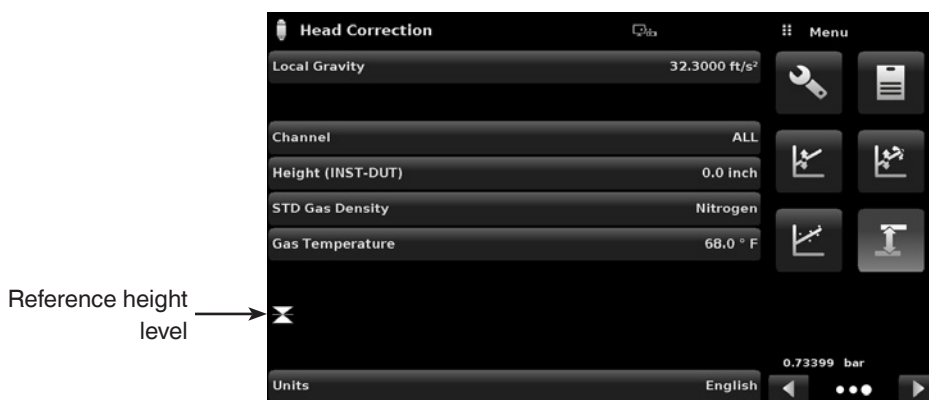 Head Correction
Menu
Local Gravity 32.3000 ft/s²
Channel ALL
Height (INST-DUT) 0.0 inch
STD Gas Density Nitrogen
Gas Temperature 68.0 ° F
Reference height
level
0.73399 bar
Units English